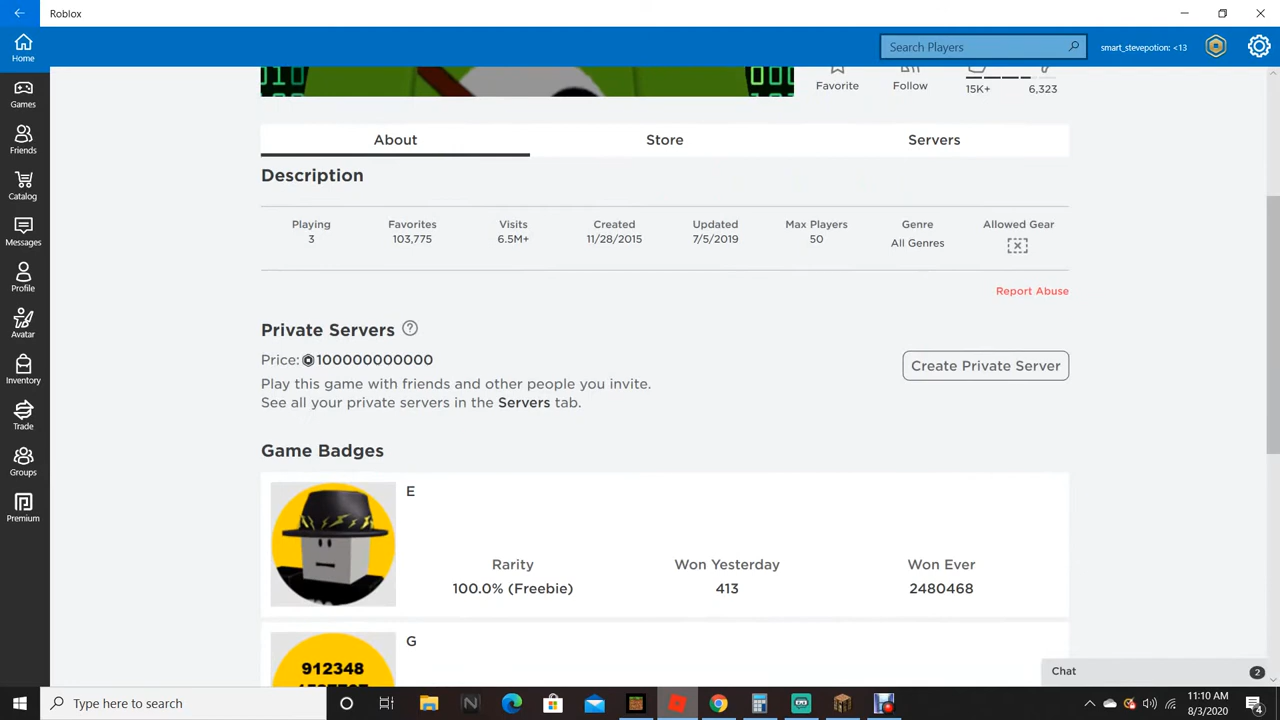 Roblox
Search Players
smart_stevepotion: <13
Home
Games
Friends
Catalog
Messages
Profile
Avatar
Inventory
Trade
Groups
Premium
Favorite
Follow
15K+
6,323
About
Store
Servers
Description
Playing
3
Favorites
103,775
Visits
6.5M+
Created
11/28/2015
Updated
7/5/2019
Max Players
50
Genre
All Genres
Allowed Gear
Report Abuse
Private Servers
Price: 100000000000
Create Private Server
Play this game with friends and other people you invite.
See all your private servers in the Servers tab.
Game Badges
E
Rarity
100.0% (Freebie)
Won Yesterday
413
Won Ever
2480468
G
912348
Chat
2
Type here to search
11:10 AM
8/3/2020
4